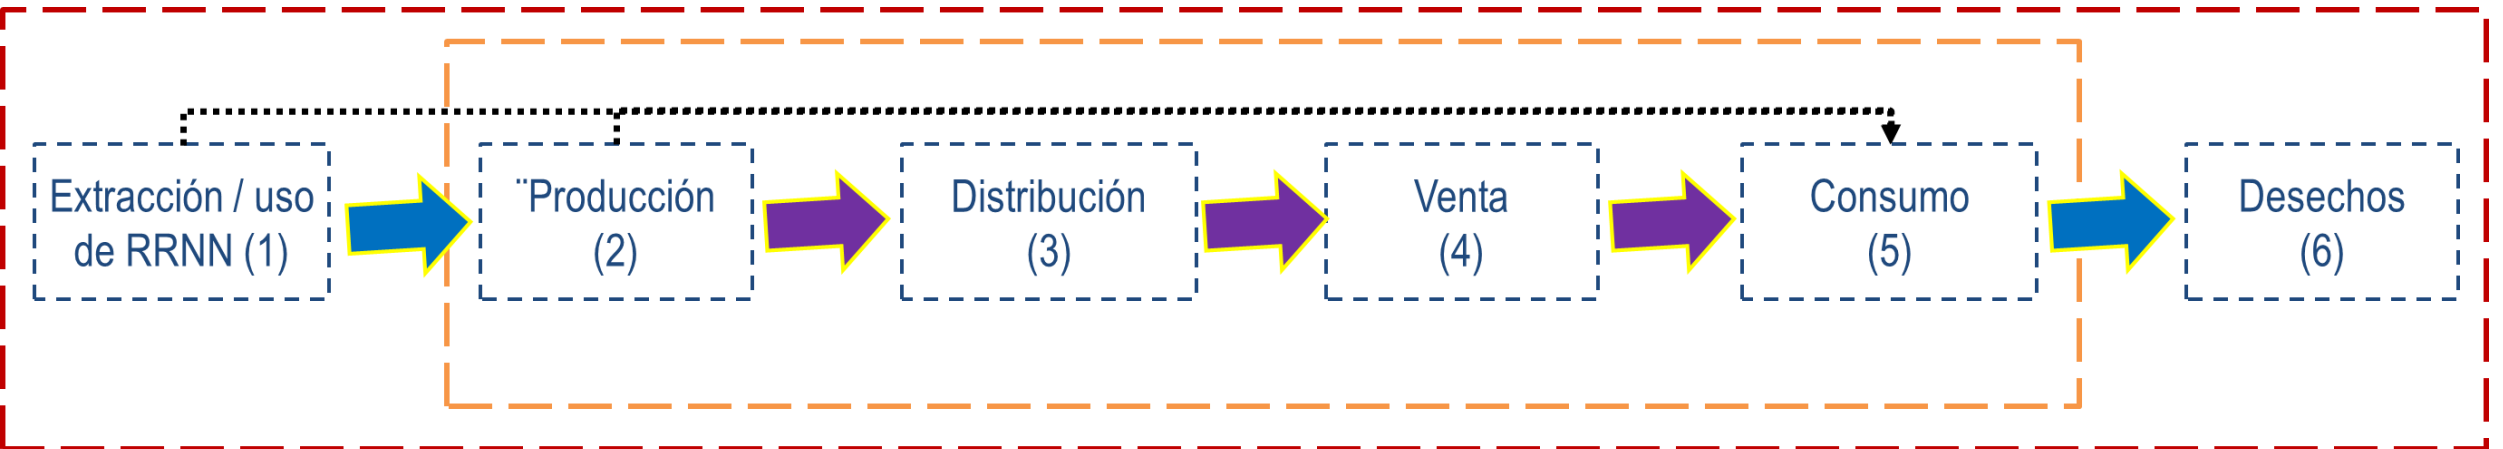 Extracción / uso
de RRNN (1)
¨Producción
(2)
Distribución
(3)
Venta
(4)
Consumo
(5)
Desechos
(6)